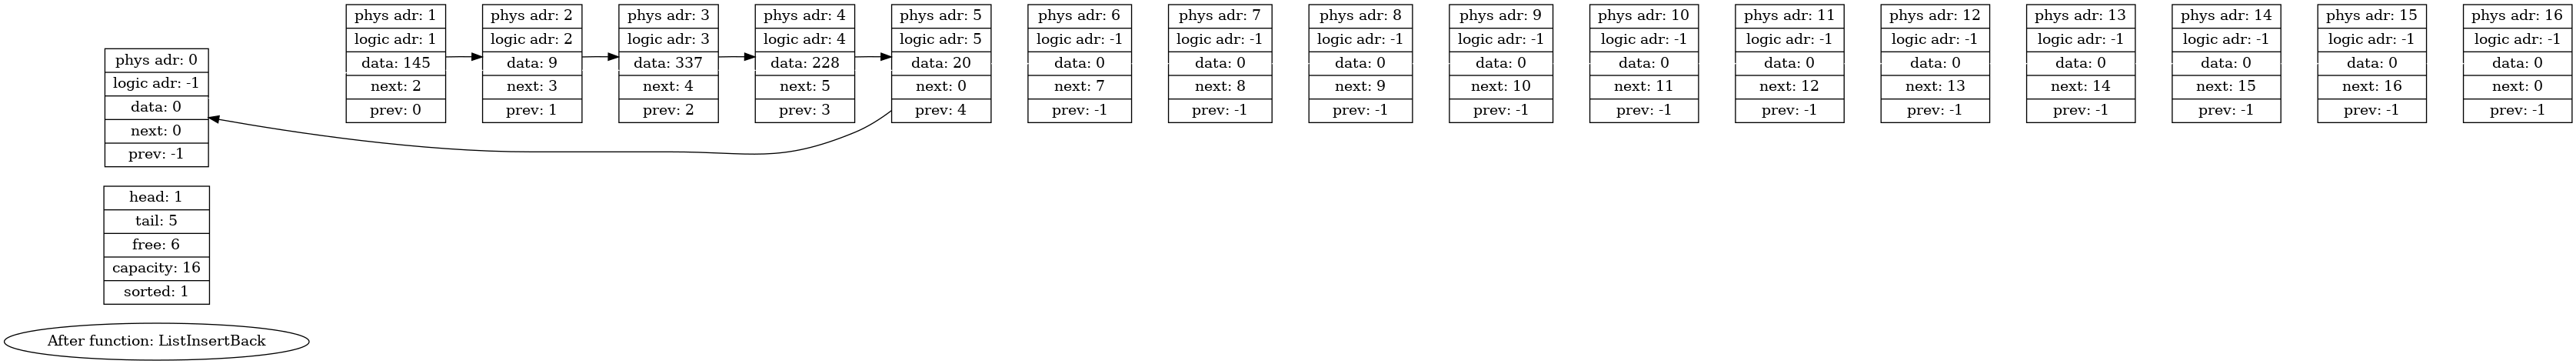 phys adr: 0
logic adr: -1
data: 0
next: 0
prev: -1
head: 1
tail: 5
free: 6
capacity: 16
sorted: 1
After function: ListInsertBack
phys adr: 1
logic adr: 1
data: 145
next: 2
prev: 0
phys adr: 2
logic adr: 2
data: 9
next: 3
prev: 1
phys adr: 3
logic adr: 3
data: 337
next: 4
prev: 2
phys adr: 4
logic adr: 4
data: 228
next: 5
prev: 3
phys adr: 5
logic adr: 5
data: 20
next: 0
prev: 4
phys adr: 6
logic adr: -1
data: 0
next: 7
prev: -1
phys adr: 7
logic adr: -1
data: 0
next: 8
prev: -1
phys adr: 8
logic adr: -1
data: 0
next: 9
prev: -1
phys adr: 9
logic adr: -1
data: 0
next: 10
prev: -1
phys adr: 10
logic adr: -1
data: 0
next: 11
prev: -1
phys adr: 11
logic adr: -1
data: 0
next: 12
prev: -1
phys adr: 12
logic adr: -1
data: 0
next: 13
prev: -1
phys adr: 13
logic adr: -1
data: 0
next: 14
prev: -1
phys adr: 14
logic adr: -1
data: 0
next: 15
prev: -1
phys adr: 15
logic adr: -1
data: 0
next: 16
prev: -1
phys adr: 16
logic adr: -1
data: 0
next: 0
prev: -1